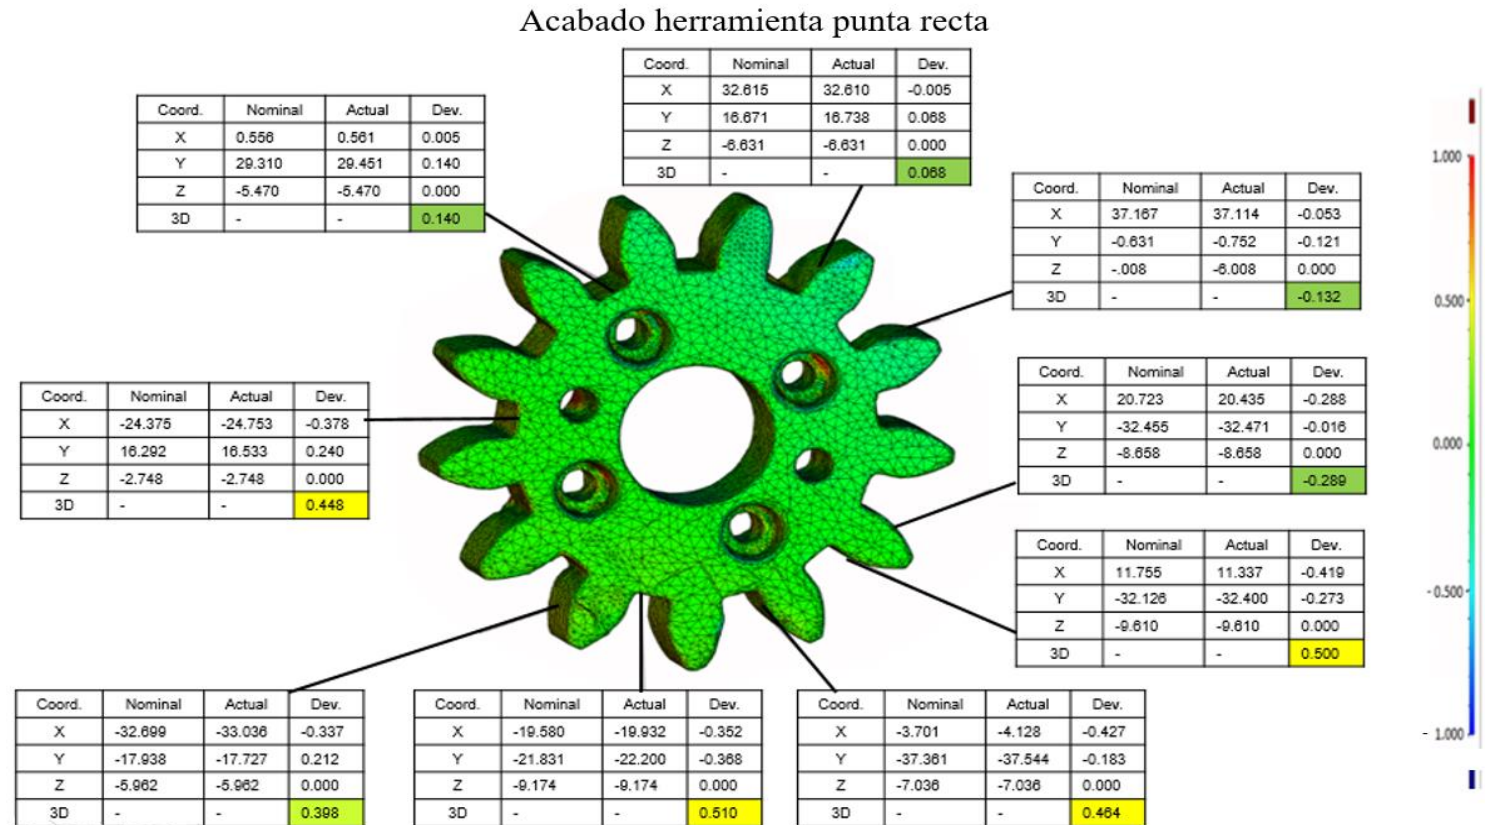 Acabado herramienta punta recta
Coord. Nominal Actual Dev.
X 32.615 32.610 -0.005
Y 16.671 16.738 0.068
Z -6.631 -6.631 0.000
3D - - 0.068
Coord. Nominal Actual Dev.
X 0.556 0.561 0.005
Y 29.310 29.451 0.140
Z -5.470 -5.470 0.000
3D - - 0.140
Coord. Nominal Actual Dev.
X 37.167 37.114 -0.053
Y -0.631 -0.752 -0.121
Z -.008 -6.008 0.000
3D - - -0.132
Coord. Nominal Actual Dev.
X -24.375 -24.753 -0.378
Y 16.292 16.533 0.240
Z -2.748 -2.748 0.000
3D - - 0.448
Coord. Nominal Actual Dev.
X 20.723 20.435 -0.288
Y -32.455 -32.471 -0.016
Z -8.658 -8.658 0.000
3D - - -0.289
Coord. Nominal Actual Dev.
X 11.755 11.337 -0.419
Y -32.126 -32.400 -0.273
Z -9.610 -9.610 0.000
3D - - 0.500
Coord. Nominal Actual Dev.
X -32.699 -33.036 -0.337
Y -17.938 -17.727 0.212
Z -5.962 -5.962 0.000
3D - - 0.398
Coord. Nominal Actual Dev.
X -19.580 -19.932 -0.352
Y -21.831 -22.200 -0.368
Z -9.174 -9.174 0.000
3D - - 0.510
Coord. Nominal Actual Dev.
X -3.701 -4.128 -0.427
Y -37.361 -37.544 -0.183
Z -7.036 -7.036 0.000
3D - - 0.464
1.000
0.500
0.000
- 0.500
- 1.000